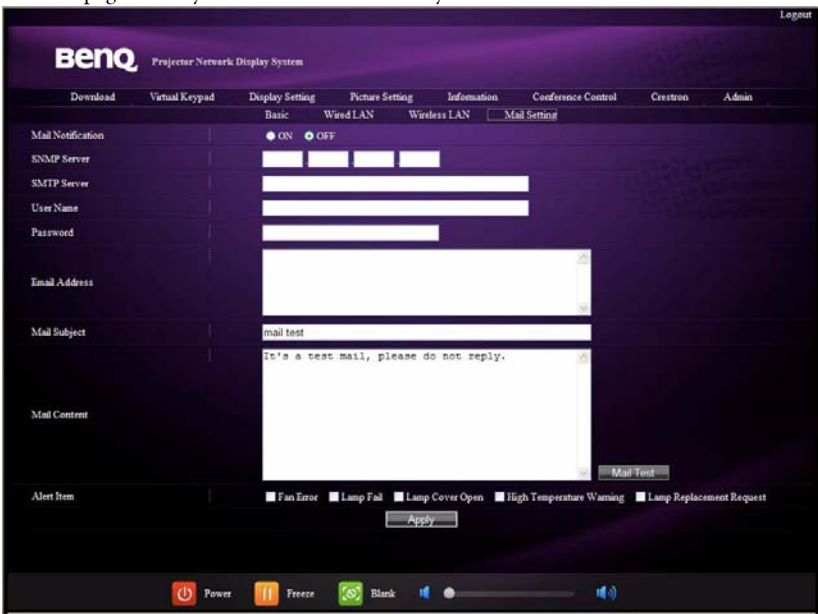 Logout
BenQ Projector Network Display System
Download Virtual Keypad Display Setting Picture Setting Information Conference Control Crestron Admin
Basic Wired LAN Wireless LAN Mail Setting
Mail Notification ON OFF
SNMP Server . . .
SMTP Server
User Name
Password
Email Address
Mail Subject mail test
It's a test mail, please do not reply.
Mail Content
Mail Test
Alert Item Fan Error Lamp Fail Lamp Cover Open High Temperature Warning Lamp Replacement Request
Apply
Power Freeze Blank